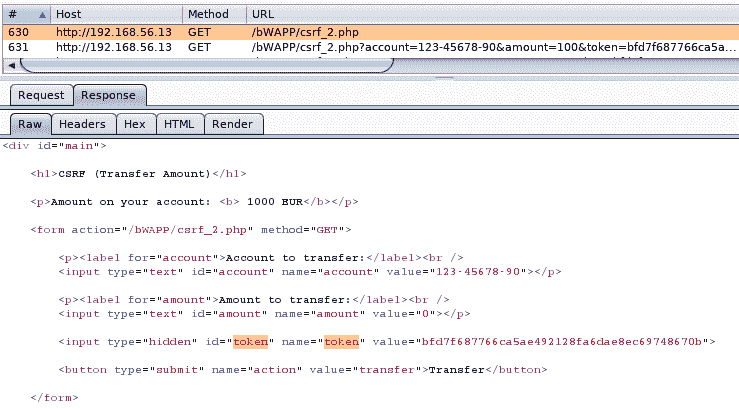 # Host Method URL
630 http://192.168.56.13 GET /bWAPP/csrf_2.php
631 http://192.168.56.13 GET /bWAPP/csrf_2.php?account=123-45678-90&amount=100&token=bfd7f687766ca5a...
Request Response
Raw Headers Hex HTML Render
<div id="main">
<h1>CSRF (Transfer Amount)</h1>
<p>Amount on your account: <b> 1000 EUR</b></p>
<form action="/bWAPP/csrf_2.php" method="GET">
<p><label for="account">Account to transfer:</label><br />
<input type="text" id="account" name="account" value="123-45678-90"></p>
<p><label for="amount">Amount to transfer:</label><br />
<input type="text" id="amount" name="amount" value="0"></p>
<input type="hidden" id="token" name="token" value="bfd7f687766ca5ae492128fa6dae8ec69748670b">
<button type="submit" name="action" value="transfer">Transfer</button>
</form>